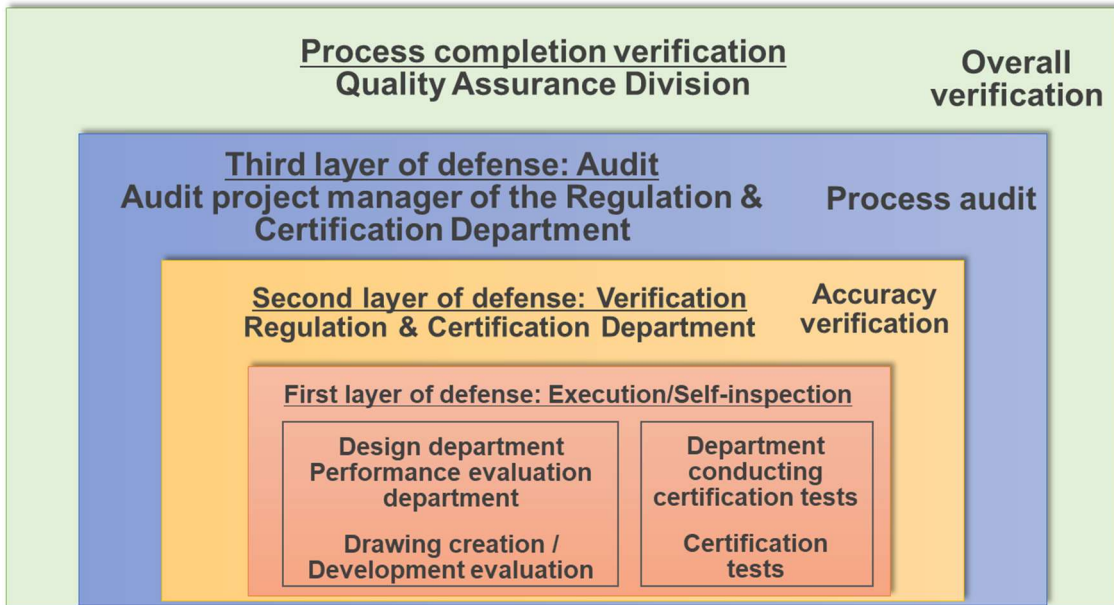 Process completion verification
Quality Assurance Division
Overall
verification
Third layer of defense: Audit
Audit project manager of the Regulation &
Certification Department
Process audit
Second layer of defense: Verification
Regulation & Certification Department
Accuracy
verification
First layer of defense: Execution/Self-inspection
Design department
Performance evaluation
department
Drawing creation /
Development evaluation
Department
conducting
certification tests
Certification
tests